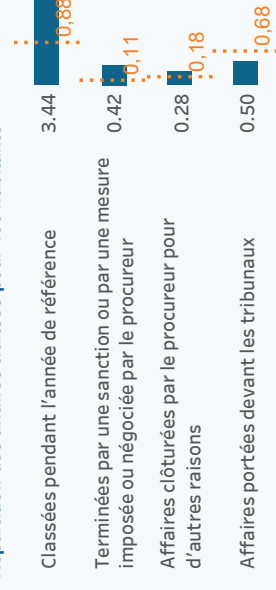 0,88
0,11
0,18
0,68
3.44
0.42
0.28
0.50
Classées pendant l'année de référence
Terminées par une sanction ou par une mesure
imposée ou négociée par le procureur
Affaires clôturées par le procureur pour
d'autres raisons
Affaires portées devant les tribunaux